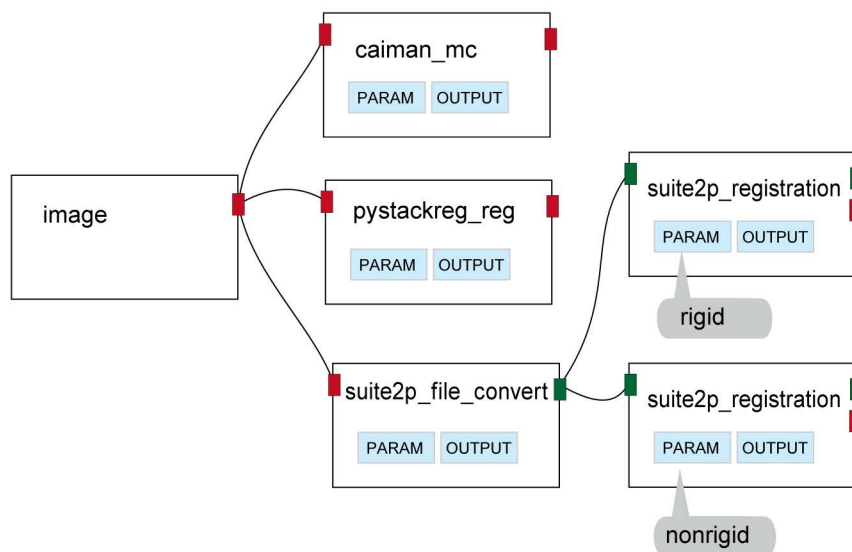 caiman_mc
PARAM OUTPUT
image
pystackreg_reg
PARAM OUTPUT
suite2p_registration
PARAM OUTPUT
rigid
suite2p_file_convert
PARAM OUTPUT
suite2p_registration
PARAM OUTPUT
nonrigid